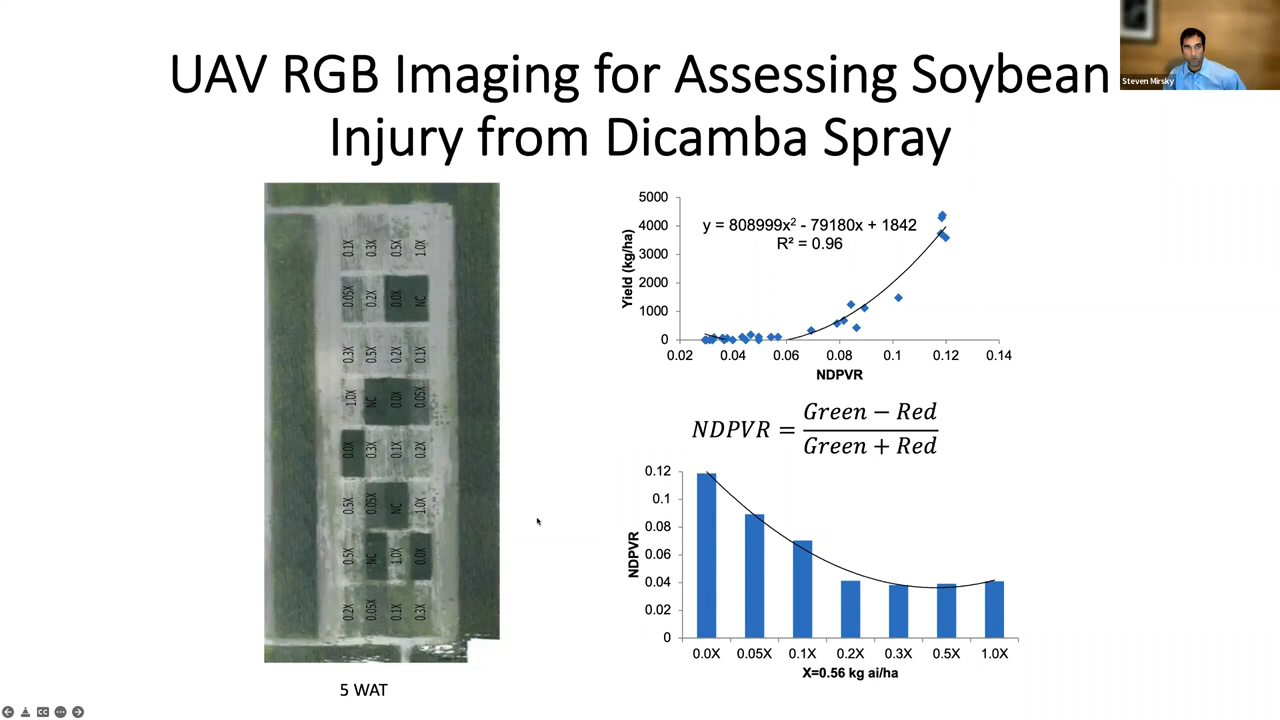 UAV RGB Imaging for Assessing Soybean
Injury from Dicamba Spray
Steven Mirsky
0.1X 0.3X 0.5X 1.0X
0.05X 0.2X 0.0X NC
0.3X 0.5X 0.2X 0.1X
1.0X NC 0.0X 0.05X
0.0X 0.3X 0.1X 0.2X
0.5X 0.05X NC 1.0X
0.5X NC 1.0X 0.0X
0.2X 0.05X 0.1X 0.3X
5 WAT
Yield (kg/ha)
5000
4000
3000
2000
1000
0
y = 808999x² - 79180x + 1842
R² = 0.96
0.02 0.04 0.06 0.08 0.1 0.12 0.14
NDPVR
NDPVR = (Green − Red) / (Green + Red)
NDPVR
0.12
0.1
0.08
0.06
0.04
0.02
0
0.0X 0.05X 0.1X 0.2X 0.3X 0.5X 1.0X
X=0.56 kg ai/ha
CC